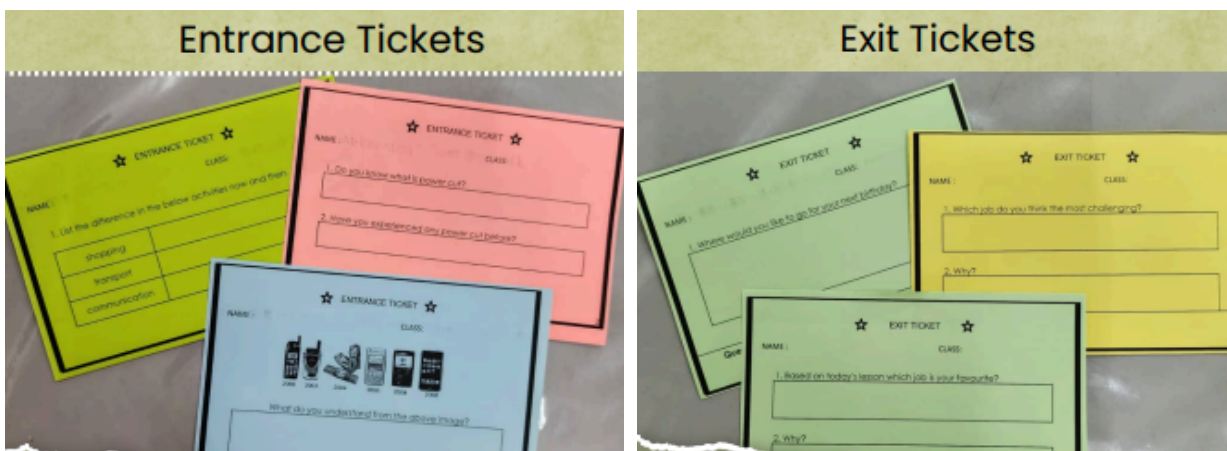 Entrance Tickets
ENTRANCE TICKET
NAME:
CLASS:
1. List the difference in the below activities now and then
shopping
transport
communication
ENTRANCE TICKET
NAME:
CLASS:
1. Do you know what is power cut?
2. Have you experienced any power cut before?
ENTRANCE TICKET
NAME:
CLASS:
What do you understand from the above image?
Exit Tickets
EXIT TICKET
NAME:
CLASS:
1. Where would you like to go for your next birthday?
EXIT TICKET
NAME:
CLASS:
1. Which job do you think the most challenging?
2. Why?
EXIT TICKET
NAME:
CLASS:
1. Based on today's lesson which job is your favourite?
2. Why?